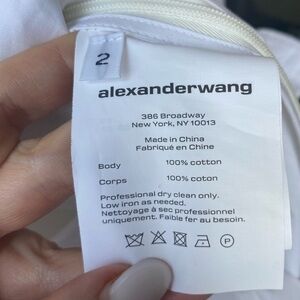 2
alexanderwang
386 Broadway
New York, NY 10013
Made in China
Fabriqué en Chine
Body 100% cotton
Corps 100% coton
Professional dry clean only.
Low iron as needed.
Nettoyage à sec professionnel
uniquement. Faible fer au besoin.
P